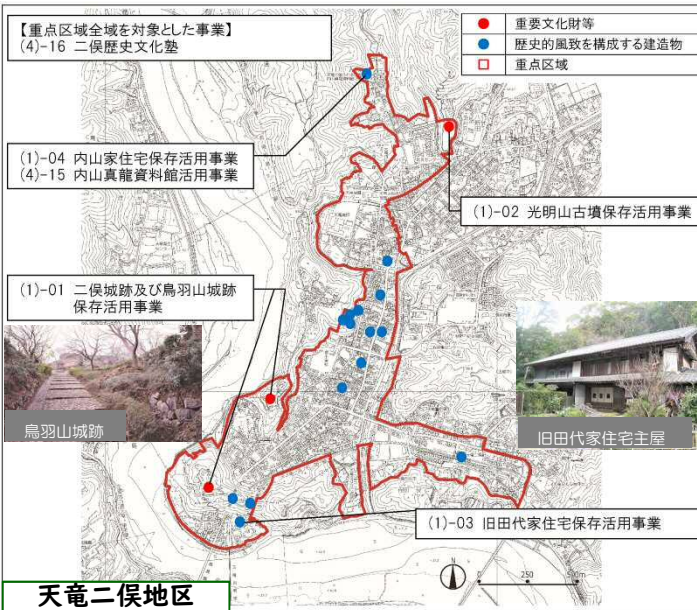 【重点区域全域を対象とした事業】
(4)-16 二俣歴史文化塾
重要文化財等
歴史的風致を構成する建造物
重点区域
(1)-04 内山家住宅保存活用事業
(4)-15 内山真龍資料館活用事業
(1)-02 光明山古墳保存活用事業
(1)-01 二俣城跡及び鳥羽山城跡
保存活用事業
鳥羽山城跡
旧田代家住宅主屋
(1)-03 旧田代家住宅保存活用事業
N
0 250 500m
天竜二俣地区